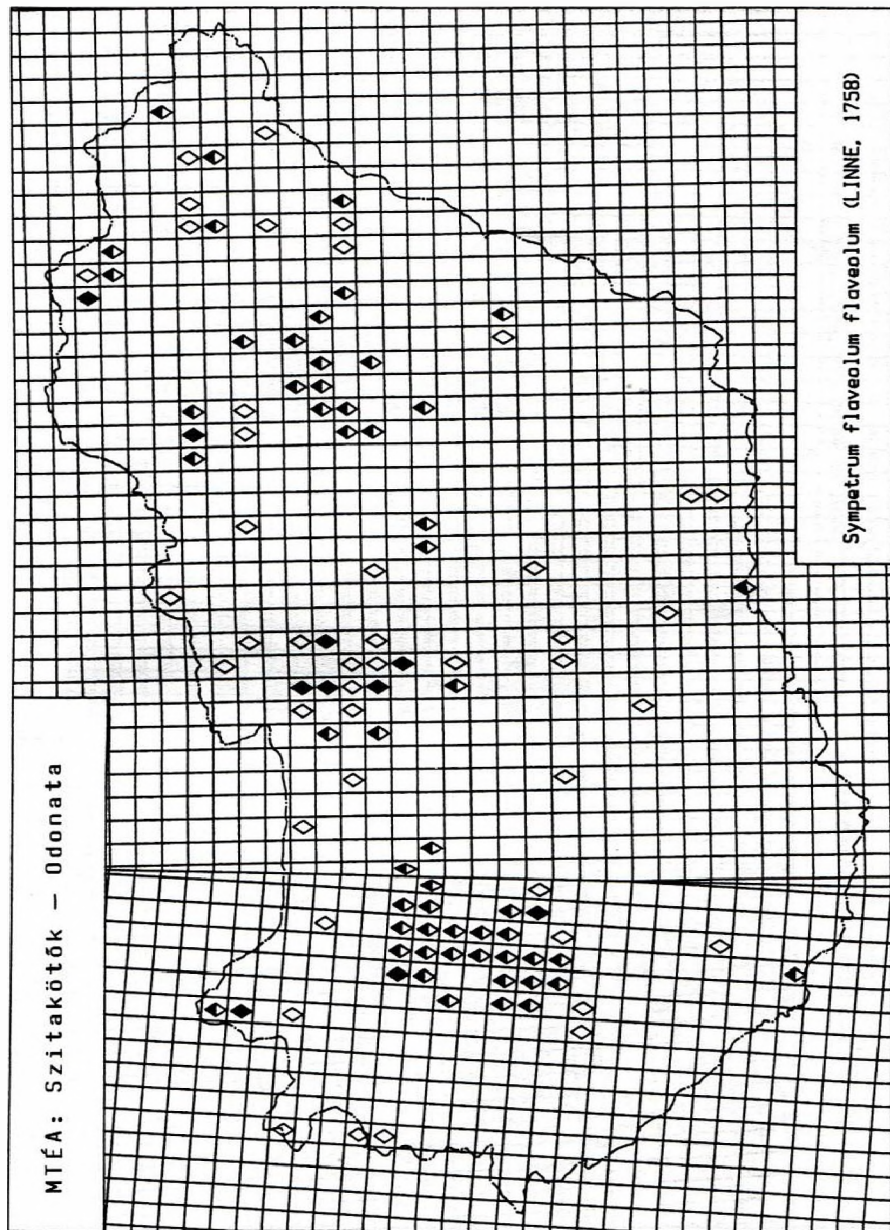 MTÉA: Szitakötők — Odonata
Sympetrum flaveolum flaveolum (LINNE, 1758)